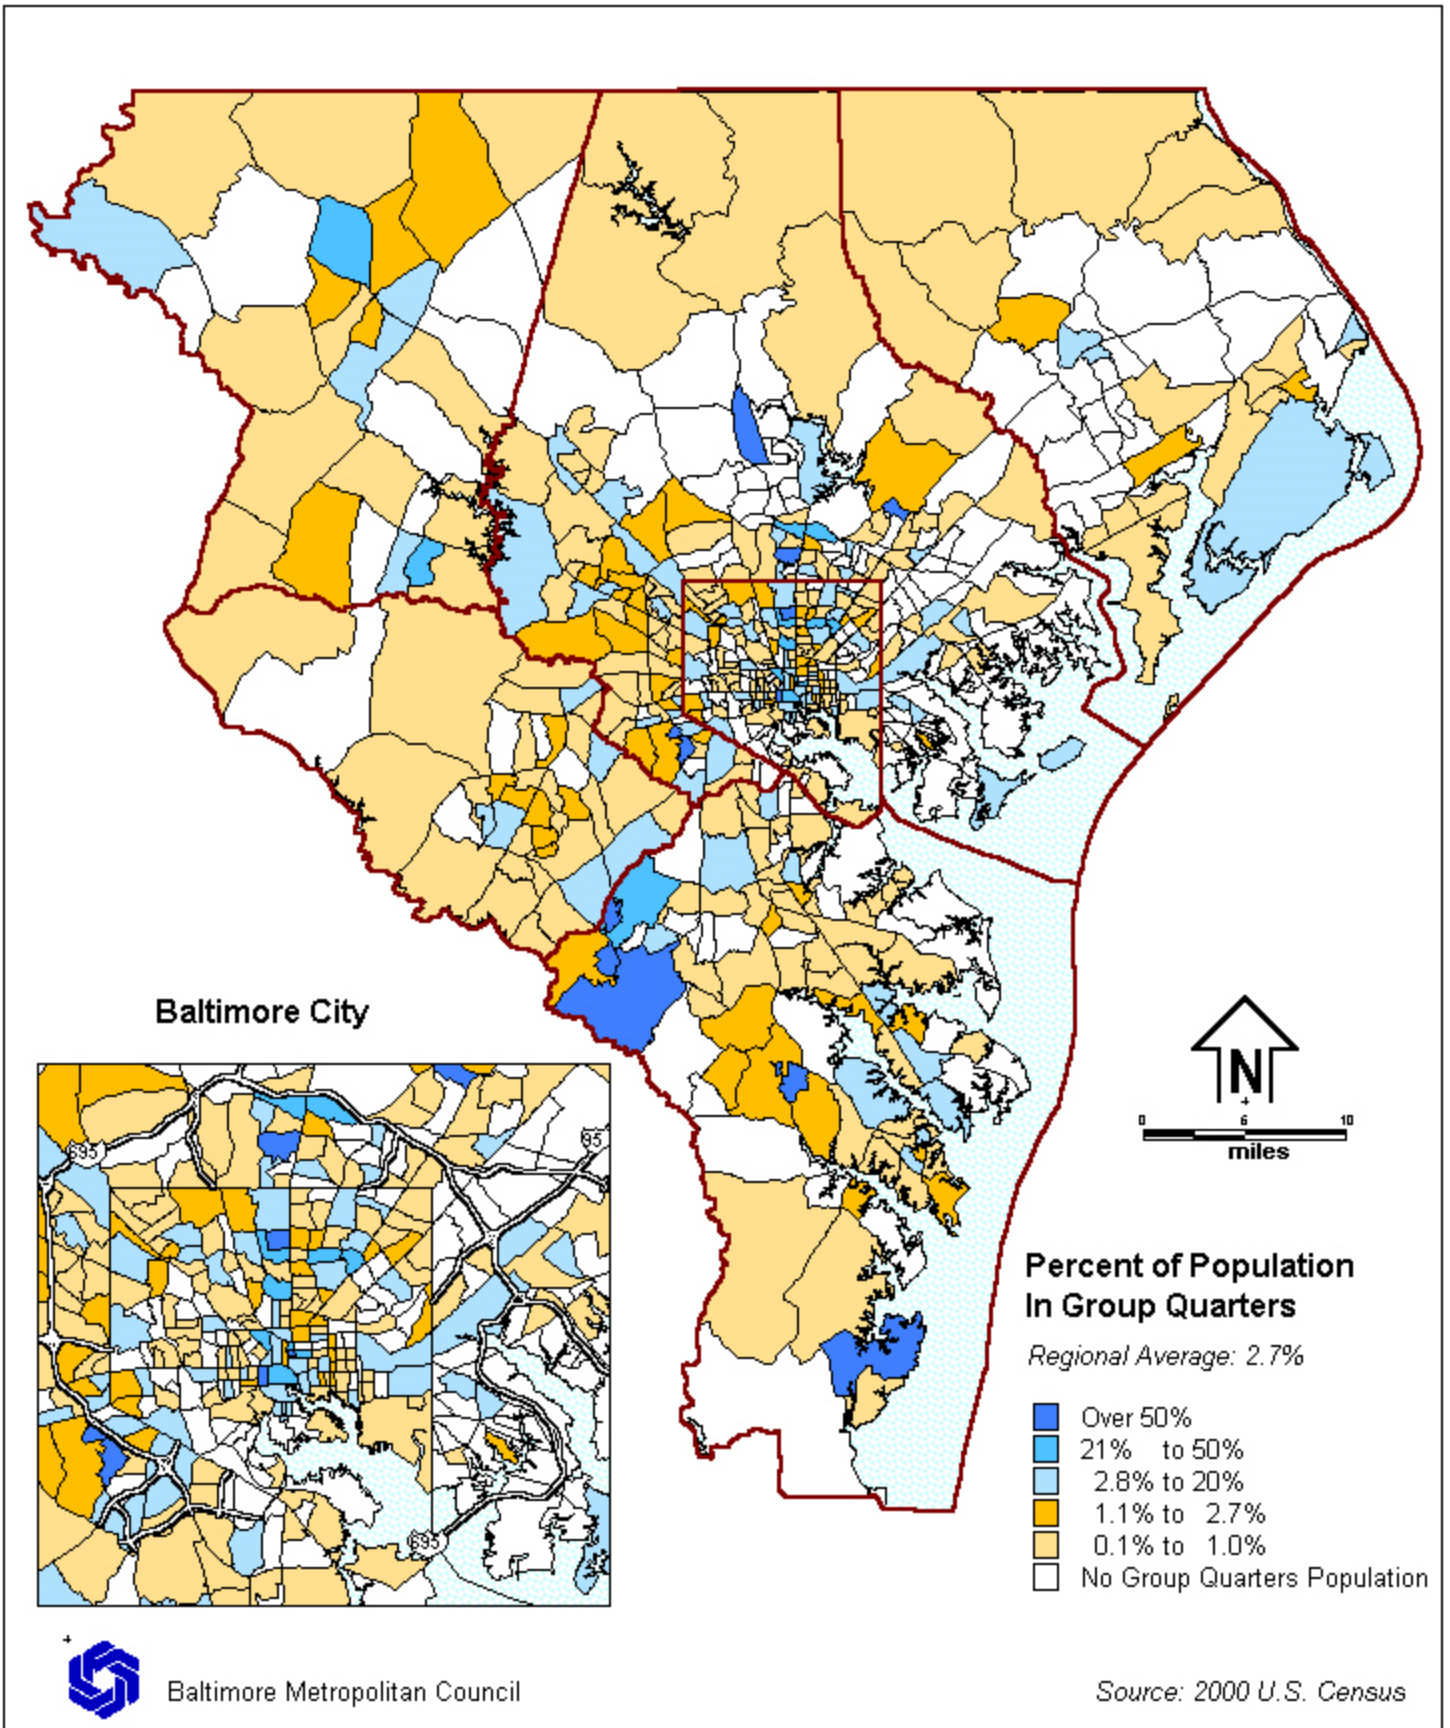 Baltimore City
695
95
695
N
0 6 10
miles
Percent of Population
In Group Quarters
Regional Average: 2.7%
Over 50%
21% to 50%
2.8% to 20%
1.1% to 2.7%
0.1% to 1.0%
No Group Quarters Population
Baltimore Metropolitan Council
Source: 2000 U.S. Census